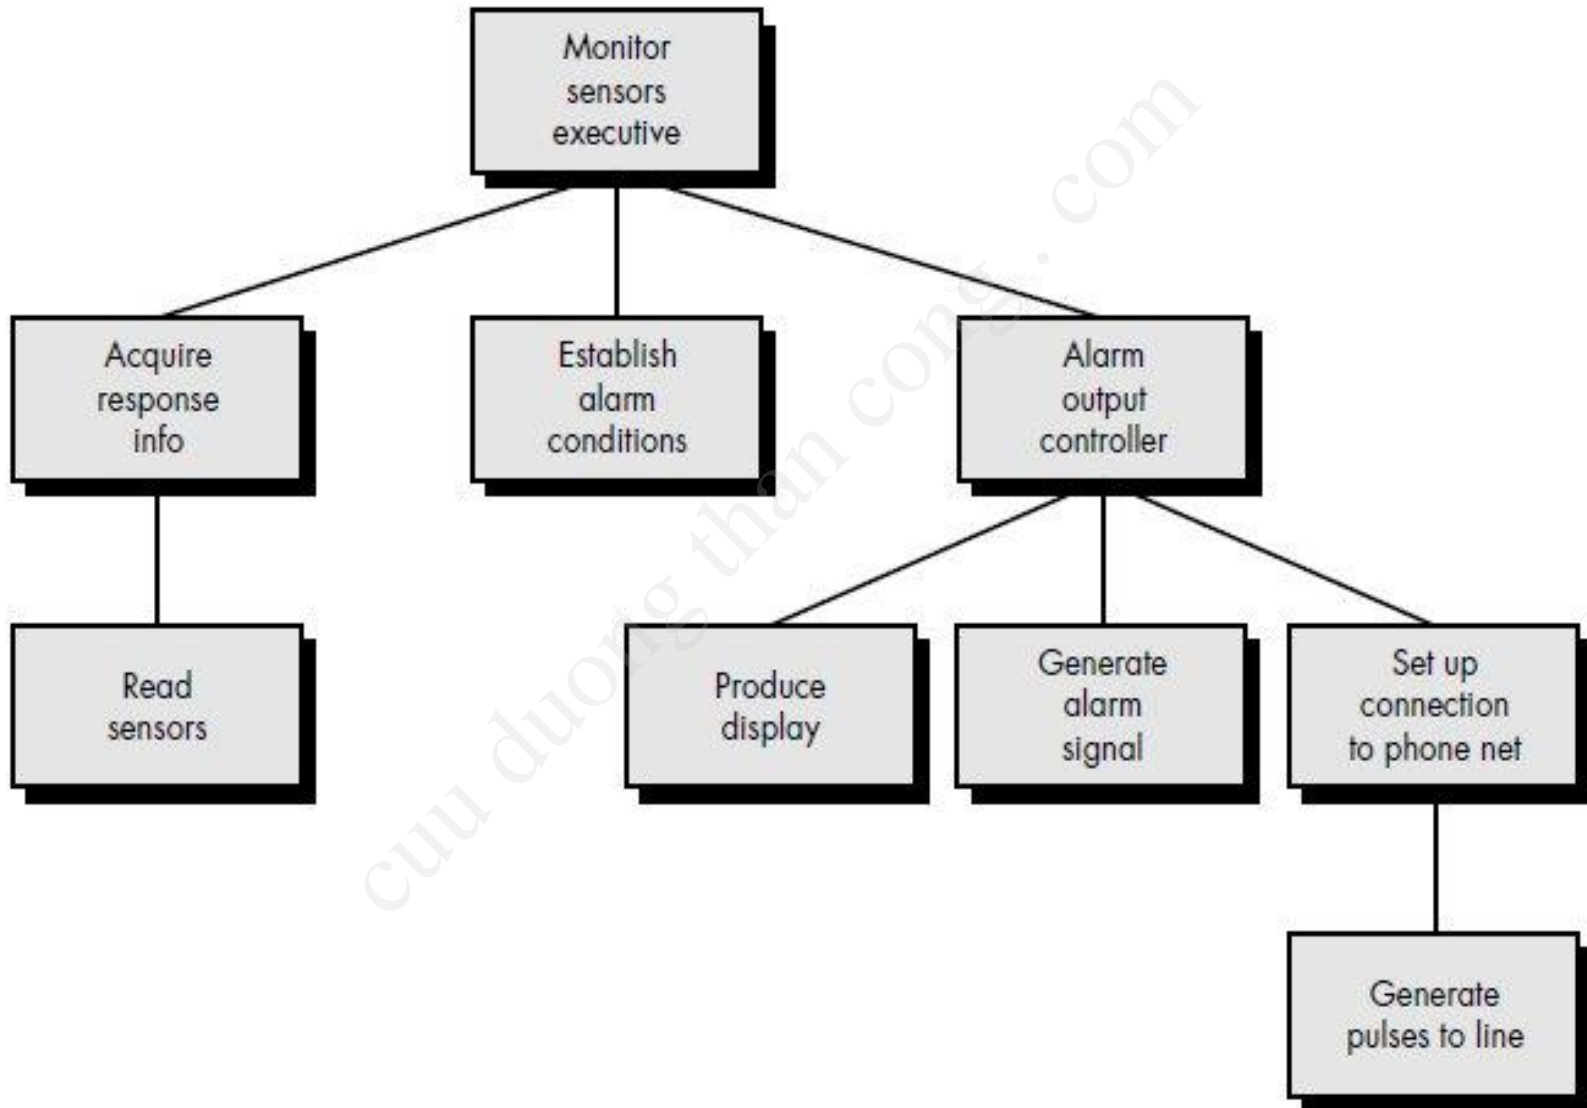 Monitor
sensors
executive
Acquire
response
info
Establish
alarm
conditions
Alarm
output
controller
Read
sensors
Produce
display
Generate
alarm
signal
Set up
connection
to phone net
Generate
pulses to line
cuu duong than cong . com